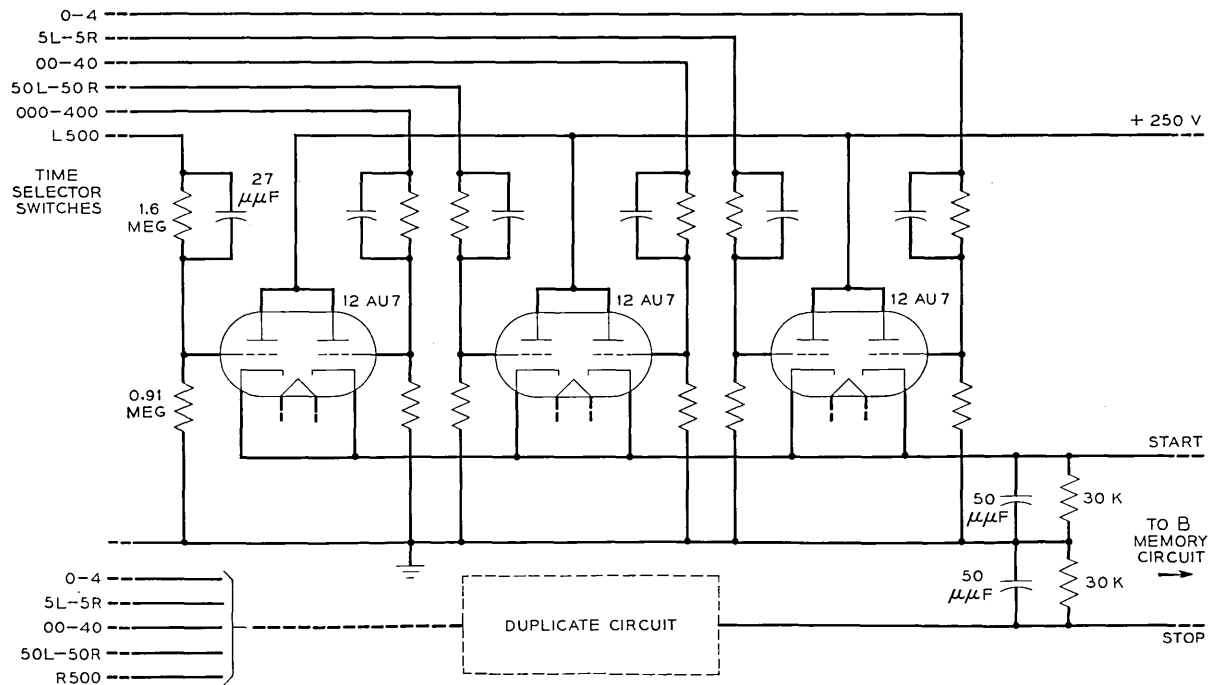 0-4
5L-5R
00-40
50L-50R
000-400
L500
+ 250 V
TIME
SELECTOR
SWITCHES
27
μμF
1.6
MEG
12 AU7
12 AU7
12 AU7
0.91
MEG
START
50
μμF
30 K
TO B
MEMORY
CIRCUIT
50
μμF
30 K
STOP
0-4
5L-5R
00-40
50L-50R
R500
DUPLICATE CIRCUIT